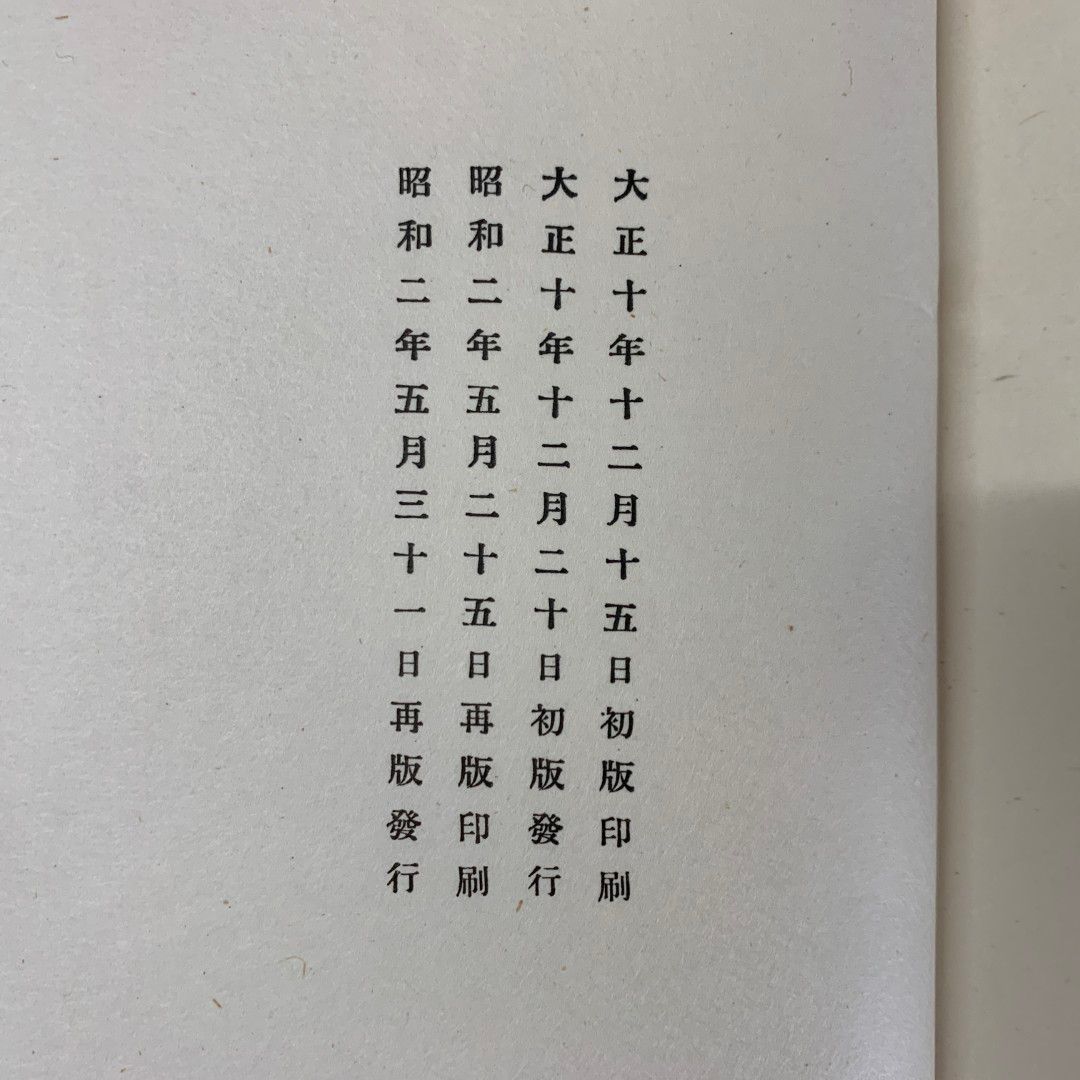 大正十年十二月十五日初版印刷
大正十年十二月二十日初版發行
昭和二年五月二十五日再版印刷
昭和二年五月三十一日再版發行